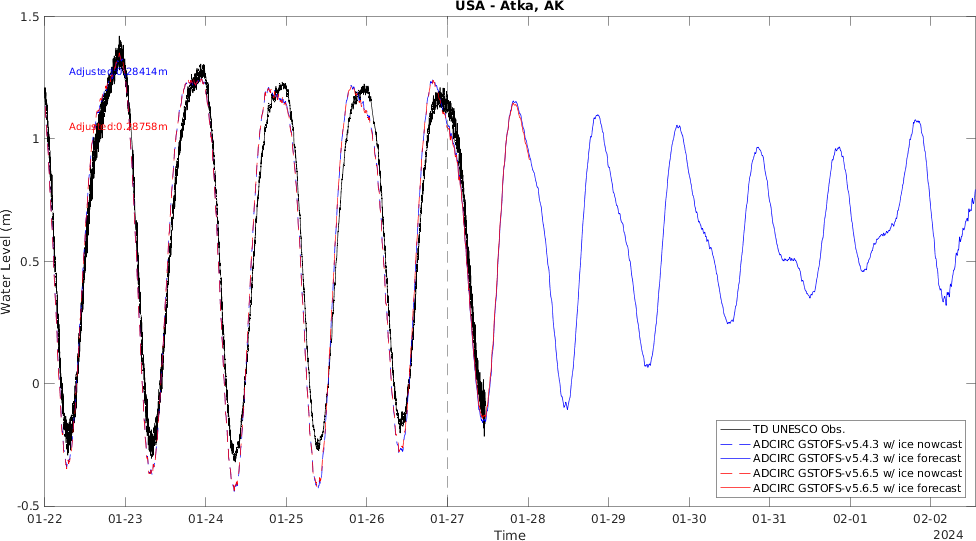 USA - Atka, AK
1.5
Adjusted:0.28414m
Adjusted:0.28758m
1
0.5
0
-0.5
Water Level (m)
TD UNESCO Obs.
ADCIRC GSTOFS-v5.4.3 w/ ice nowcast
ADCIRC GSTOFS-v5.4.3 w/ ice forecast
ADCIRC GSTOFS-v5.6.5 w/ ice nowcast
ADCIRC GSTOFS-v5.6.5 w/ ice forecast
01-22 01-23 01-24 01-25 01-26 01-27 01-28 01-29 01-30 01-31 02-01 02-02
Time
2024